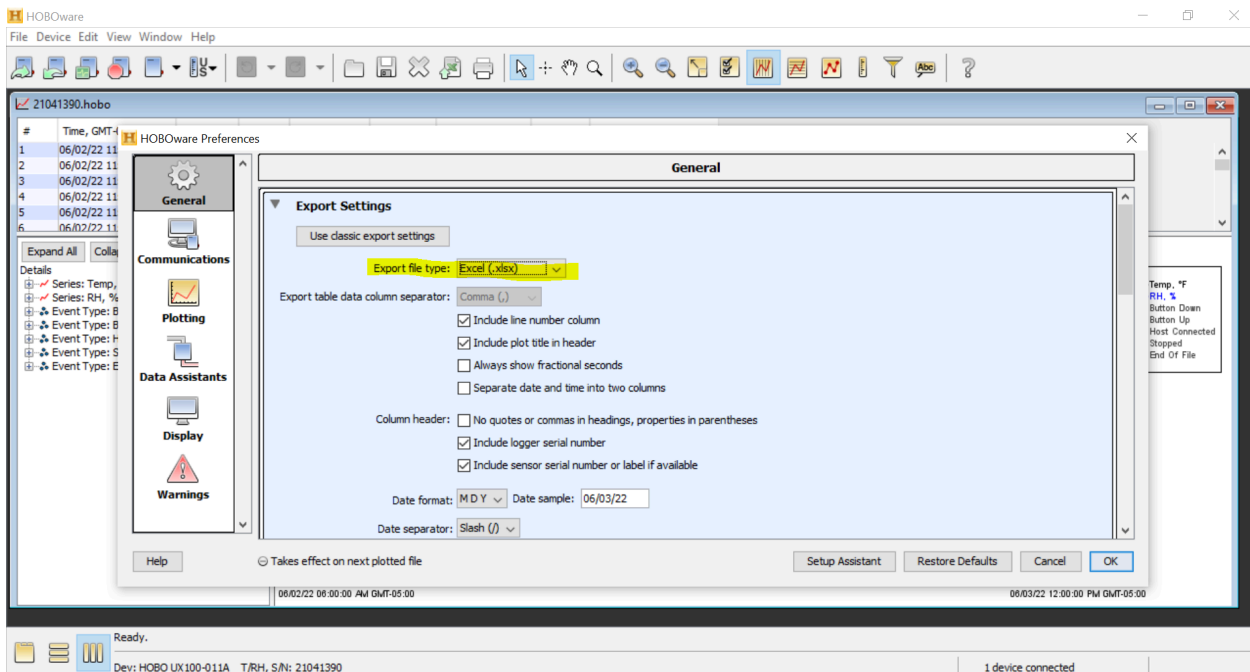 HOBOware
File Device Edit View Window Help
21041390.hobo
# Time, GMT-
1 06/02/22 11
2 06/02/22 11
3 06/02/22 11
4 06/02/22 11
5 06/02/22 11
6 06/02/22 11
Expand All Colla
Details
Series: Temp,
Series: RH, %
Event Type: B
Event Type: B
Event Type: H
Event Type: S
Event Type: E
HOBOware Preferences
General
Communications
Plotting
Data Assistants
Display
Warnings
General
Export Settings
Use classic export settings
Export file type: Excel (.xlsx)
Export table data column separator: Comma (,)
Include line number column
Include plot title in header
Always show fractional seconds
Separate date and time into two columns
Column header: No quotes or commas in headings, properties in parentheses
Include logger serial number
Include sensor serial number or label if available
Date format: M D Y Date sample: 06/03/22
Date separator: Slash (/)
Help
Takes effect on next plotted file
Setup Assistant Restore Defaults Cancel OK
Temp, °F
RH, %
Button Down
Button Up
Host Connected
Stopped
End Of File
06/02/22 06:00:00 AM GMT-05:00 06/03/22 12:00:00 PM GMT-05:00
Ready.
Dev: HOBO UX100-011A T/RH, S/N: 21041390 1 device connected